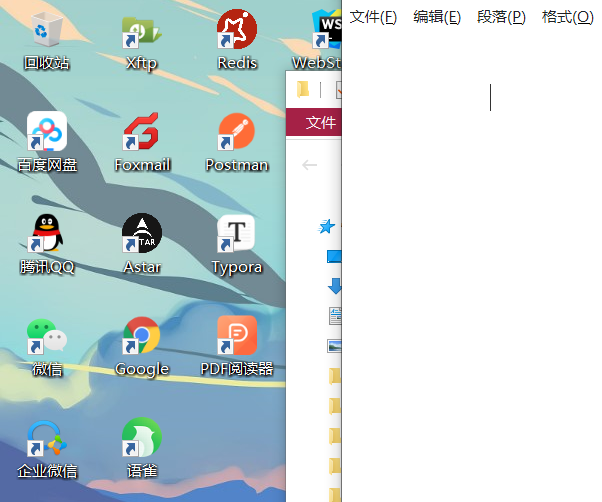 回收站
Xftp
Redis
WebSt
百度网盘
Foxmail
Postman
腾讯QQ
Astar
Typora
微信
Google
PDF阅读器
企业微信
语雀
WS
TAR
T
文件
文件(F) 编辑(E) 段落(P) 格式(O)